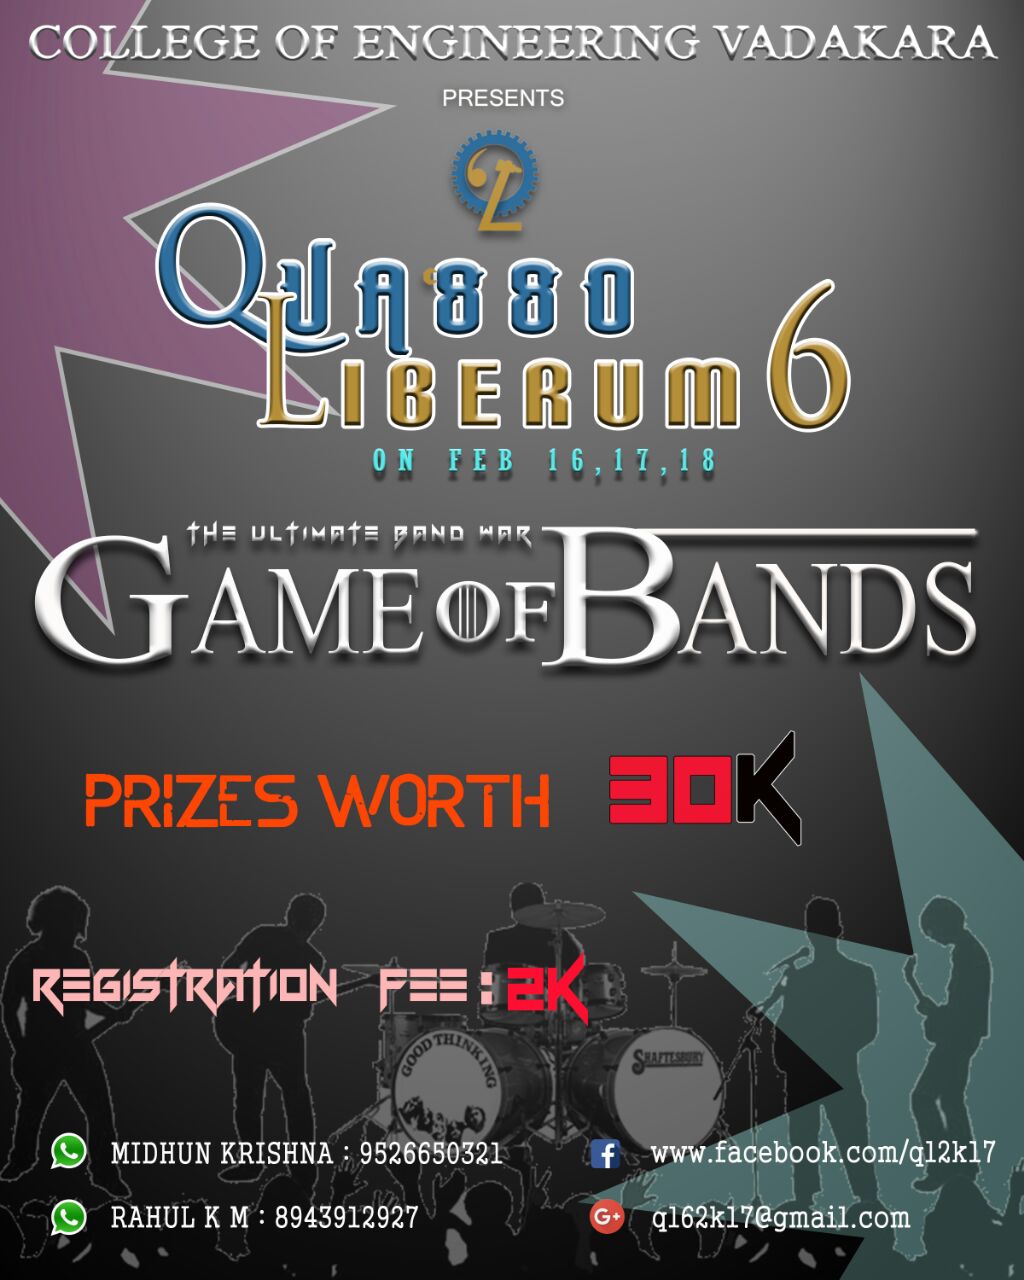 COLLEGE OF ENGINEERING VADAKARA
PRESENTS
QUASSO
LIBERUM 6
ON FEB 16,17,18
THE ULTIMATE BAND WAR
GAME OF BANDS
PRIZES WORTH 30K
REGISTRATION FEE : 2K
GOOD THINKING
SHAFTESBURY
MIDHUN KRISHNA : 9526650321
www.facebook.com/ql2k17
RAHUL K M : 8943912927
G+ ql62k17@gmail.com